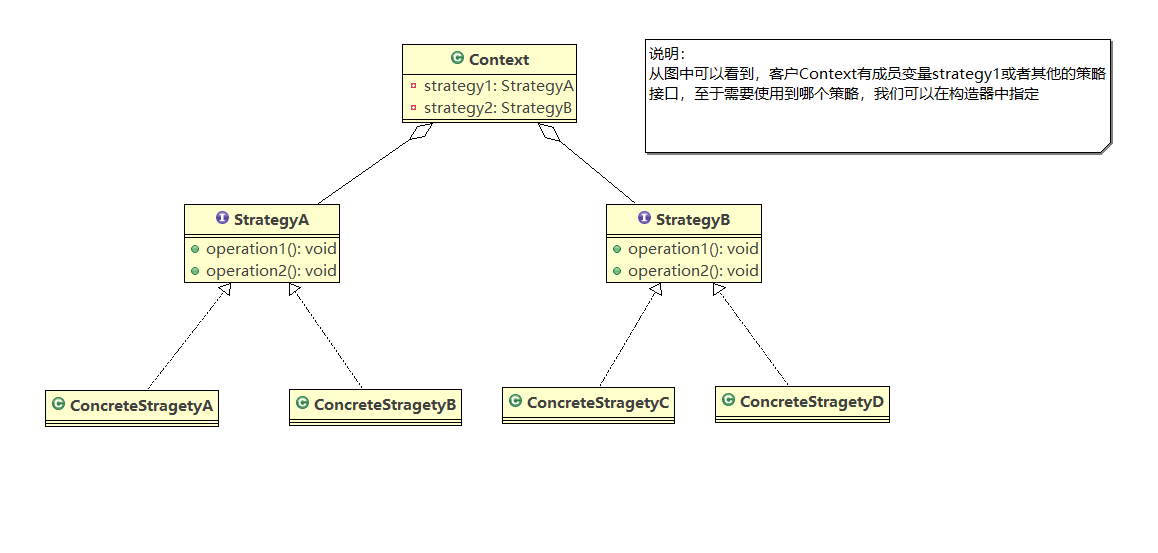 Context
strategy1: StrategyA
strategy2: StrategyB
说明：
从图中可以看到，客户Context有成员变量strategy1或者其他的策略
接口，至于需要使用到哪个策略，我们可以在构造器中指定
I StrategyA
operation1(): void
operation2(): void
I StrategyB
operation1(): void
operation2(): void
C ConcreteStragetyA
C ConcreteStragetyB
C ConcreteStragetyC
C ConcreteStragetyD